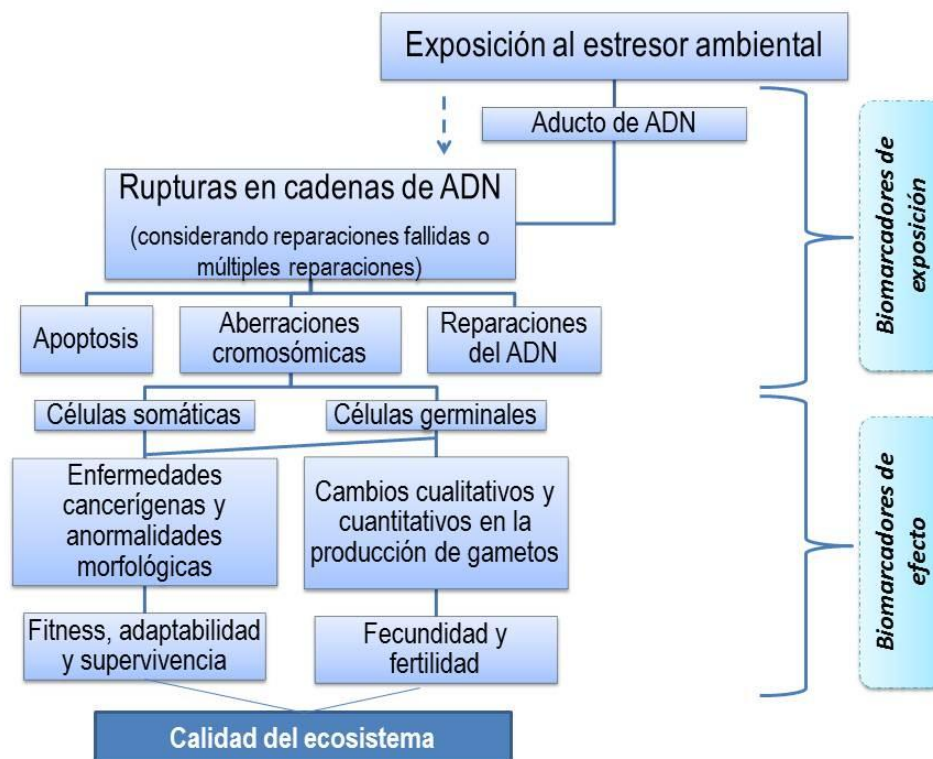 Exposición al estresor ambiental
Aducto de ADN
Rupturas en cadenas de ADN
(considerando reparaciones fallidas o
múltiples reparaciones)
Apoptosis
Aberraciones
cromosómicas
Reparaciones
del ADN
Células somáticas
Células germinales
Enfermedades
cancerígenas y
anormalidades
morfológicas
Cambios cualitativos y
cuantitativos en la
producción de gametos
Fitness, adaptabilidad
y supervivencia
Fecundidad y
fertilidad
Calidad del ecosistema
Biomarcadores de
exposición
Biomarcadores de
efecto